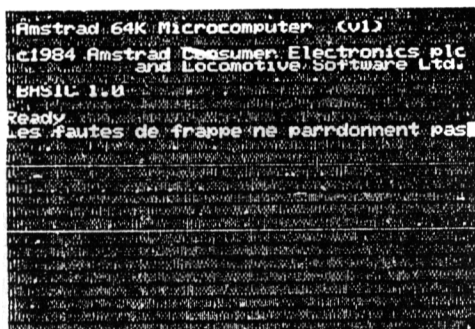 Amstrad 64K Microcomputer (v1)
c1984 Amstrad Consumer Electronics plc
and Locomotive Software Ltd.
BASIC 1.0
Ready
Les fautes de frappe ne parrdonnent pas